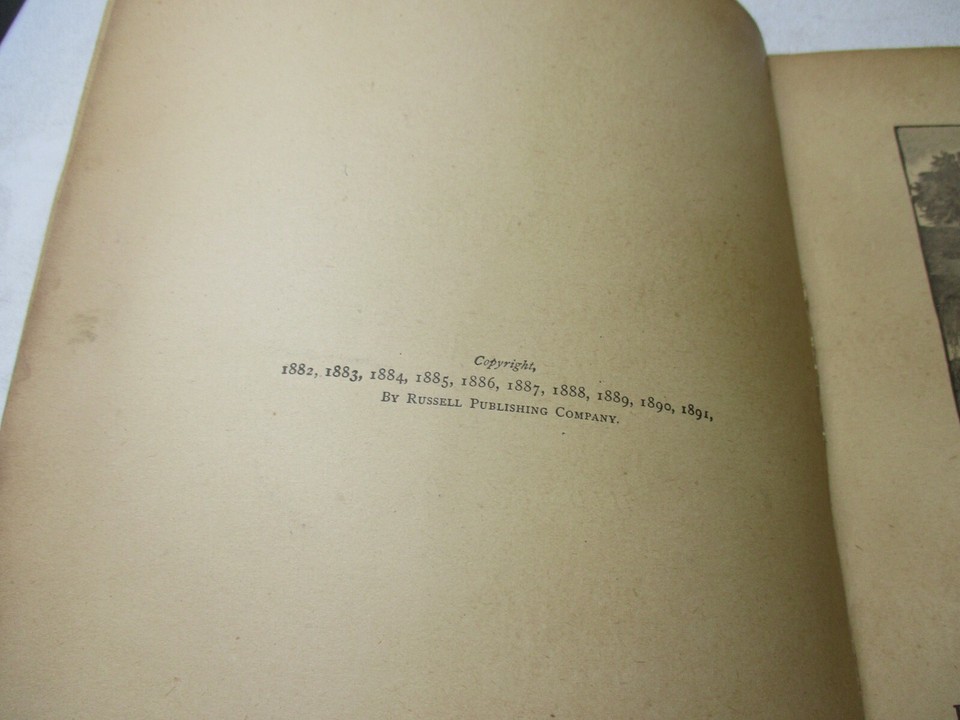 Copyright,
1882, 1883, 1884, 1885, 1886, 1887, 1888, 1889, 1890, 1891,
By Russell Publishing Company.